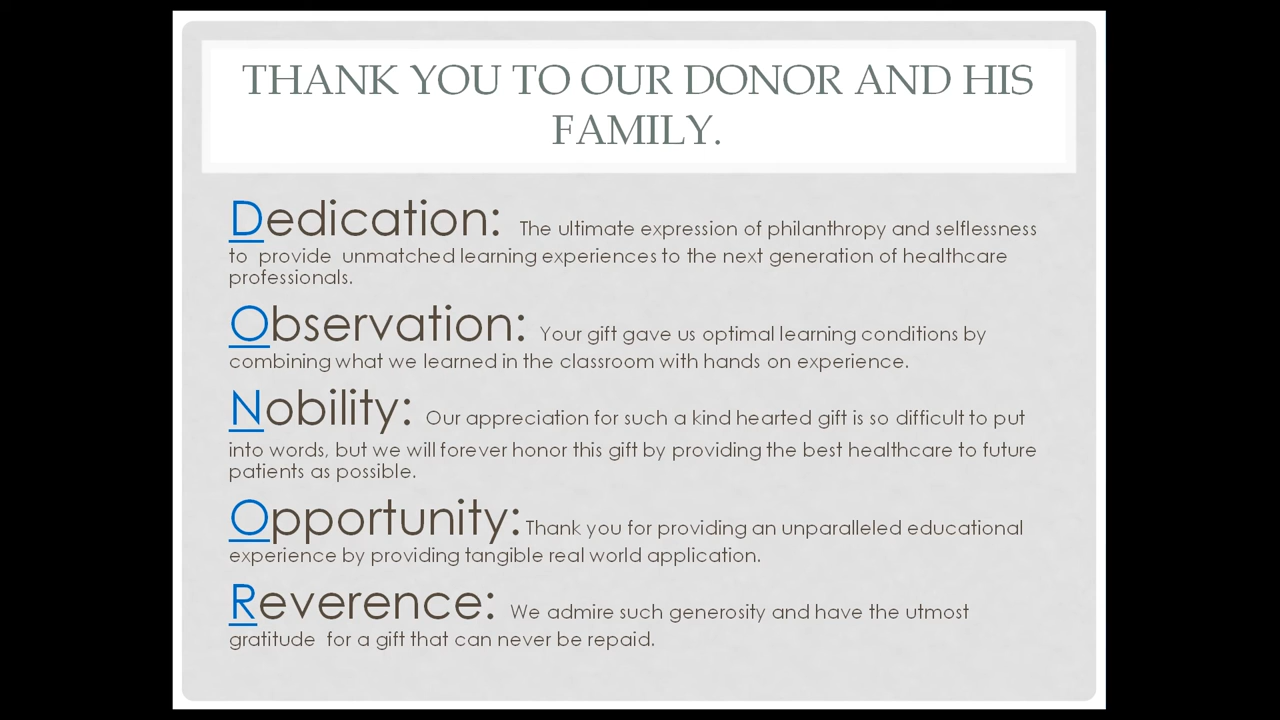 THANK YOU TO OUR DONOR AND HIS
FAMILY.
Dedication: The ultimate expression of philanthropy and selflessness
to provide unmatched learning experiences to the next generation of healthcare
professionals.
Observation: Your gift gave us optimal learning conditions by
combining what we learned in the classroom with hands on experience.
Nobility: Our appreciation for such a kind hearted gift is so difficult to put
into words, but we will forever honor this gift by providing the best healthcare to future
patients as possible.
Opportunity: Thank you for providing an unparalleled educational
experience by providing tangible real world application.
Reverence: We admire such generosity and have the utmost
gratitude for a gift that can never be repaid.